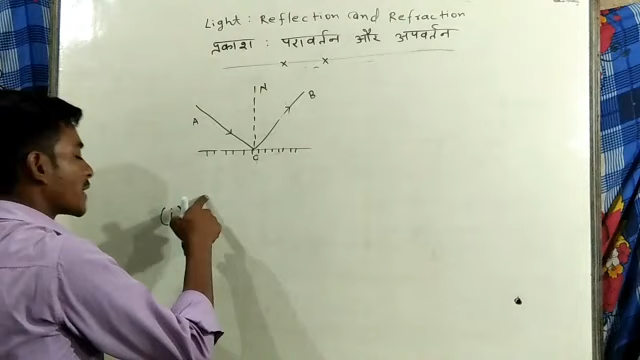 Light : Reflection and Refraction
प्रकाश : परावर्तन और अपवर्तन
N
B
A
O
(i)